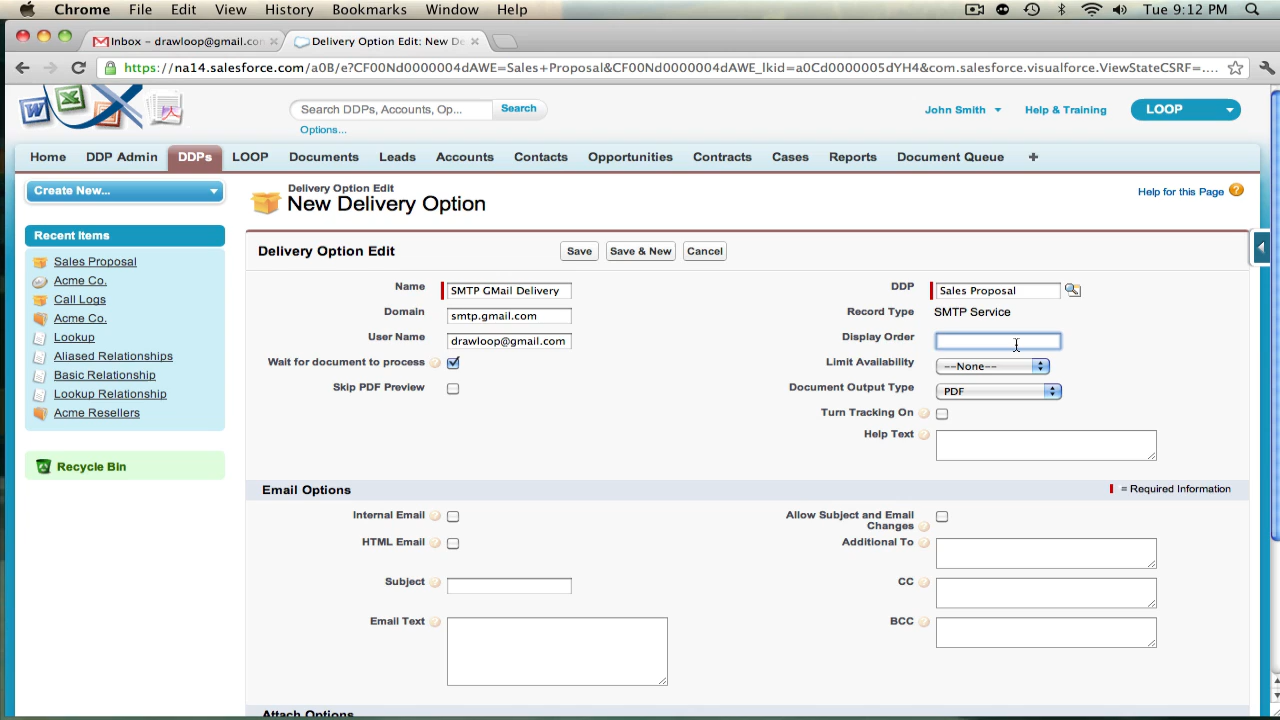 Chrome File Edit View History Bookmarks Window Help Tue 9:12 PM
Inbox – drawloop@gmail.con
Delivery Option Edit: New De
https://na14.salesforce.com/a0B/e?CF00Nd0000004dAWE=Sales+Proposal&CF00Nd0000004dAWE_lkid=a0Cd0000005dYH4&com.salesforce.visualforce.ViewStateCSRF=....
Search DDPs, Accounts, Op... Search
Options...
John Smith Help & Training LOOP
Home DDP Admin DDPs LOOP Documents Leads Accounts Contacts Opportunities Contracts Cases Reports Document Queue +
Create New...
Recent Items
Sales Proposal
Acme Co.
Call Logs
Acme Co.
Lookup
Aliased Relationships
Basic Relationship
Lookup Relationship
Acme Resellers
Recycle Bin
Delivery Option Edit
New Delivery Option
Help for this Page ?
Delivery Option Edit Save Save & New Cancel
Name SMTP GMail Delivery DDP Sales Proposal
Domain smtp.gmail.com Record Type SMTP Service
User Name drawloop@gmail.com Display Order
Wait for document to process ? Limit Availability --None--
Skip PDF Preview Document Output Type PDF
Turn Tracking On ?
Help Text ?
Email Options = Required Information
Internal Email ? Allow Subject and Email Changes ?
HTML Email ? Additional To ?
Subject ? CC ?
Email Text ? BCC ?
Attach Options